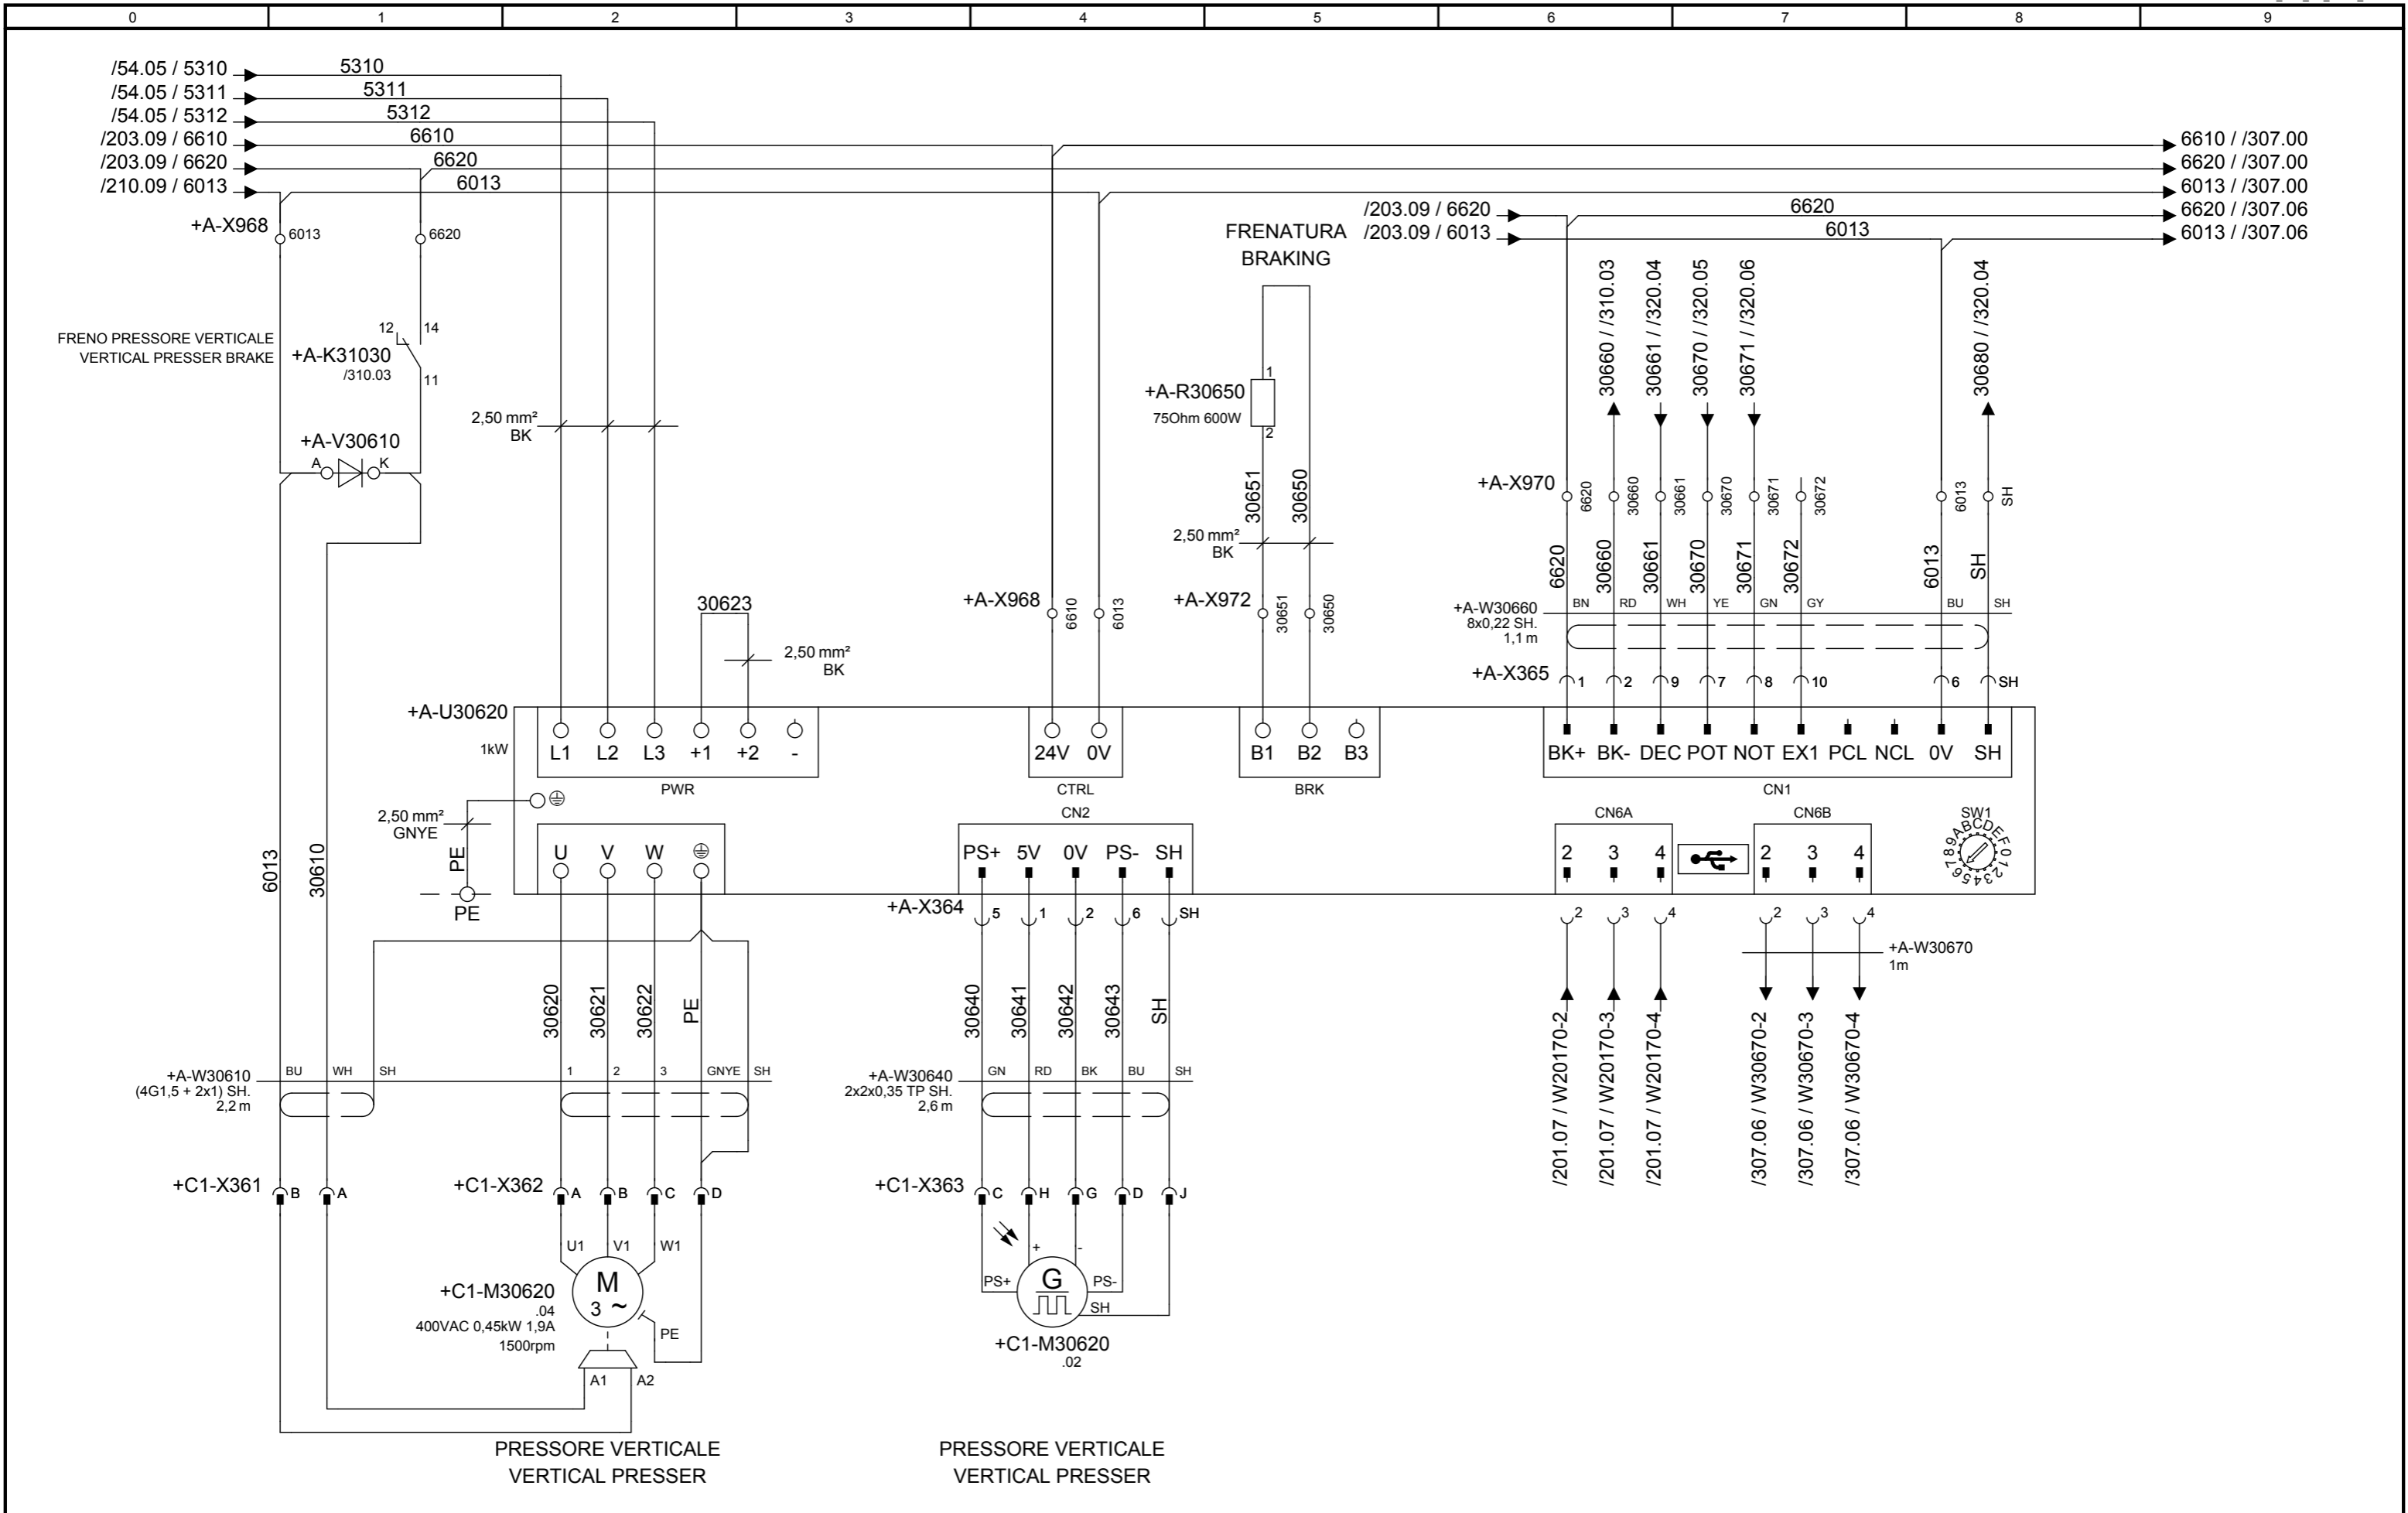 0 1 2 3 4 5 6 7 8 9
/54.05 / 5310 5310
/54.05 / 5311 5311
/54.05 / 5312 5312
/203.09 / 6610 6610 6610 / /307.00
/203.09 / 6620 6620 6620 / /307.00
/210.09 / 6013 6013 6013 / /307.00
/203.09 / 6620 6620 6620 / /307.06
/203.09 / 6013 6013 6013 / /307.06
+A-X968 6013 6620
FRENATURA
BRAKING
30660 / /310.03
30661 / /320.04
30670 / /320.05
30671 / /320.06
30680 / /320.04
FRENO PRESSORE VERTICALE
VERTICAL PRESSER BRAKE
+A-K31030
/310.03
12 14
11
+A-V30610
A K
2,50 mm²
BK
+A-R30650
75Ohm 600W
1
2
30651 30650
2,50 mm²
BK
+A-X970 6620 30660 30661 30670 30671 30672 6013 SH
6620 30660 30661 30670 30671 30672 6013 SH
30623
2,50 mm²
BK
+A-X968 6610 6013
+A-X972 30651 30650
+A-W30660 BN RD WH YE GN GY BU SH
8x0,22 SH.
1,1 m
+A-X365 1 2 9 7 8 10 6 SH
+A-U30620
1kW
L1 L2 L3 +1 +2 -
PWR
24V 0V
CTRL
B1 B2 B3
BRK
BK+ BK- DEC POT NOT EX1 PCL NCL 0V SH
CN1
2,50 mm²
GNYE
PE
PE
U V W
CN2
PS+ 5V 0V PS- SH
CN6A
2 3 4
CN6B
2 3 4
SW1
0 1 2 3 4 5 6 7 8 9 A B C D E F
+A-X364 5 1 2 6 SH
2 3 4
2 3 4
+A-W30670
1m
6013 30610
30620 30621 30622 PE
30640 30641 30642 30643 SH
/201.07 / W20170-2
/201.07 / W20170-3
/201.07 / W20170-4
/307.06 / W30670-2
/307.06 / W30670-3
/307.06 / W30670-4
+A-W30610 BU WH SH 1 2 3 GNYE SH
(4G1,5 + 2x1) SH.
2,2 m
+A-W30640 GN RD BK BU SH
2x2x0,35 TP SH.
2,6 m
+C1-X361 B A
+C1-X362 A B C D
+C1-X363 C H G D J
U1 V1 W1
M
3 ~
+C1-M30620
.04
400VAC 0,45kW 1,9A
1500rpm
PE
A1 A2
+ -
PS+ G PS-
SH
+C1-M30620
.02
PRESSORE VERTICALE
VERTICAL PRESSER
PRESSORE VERTICALE
VERTICAL PRESSER